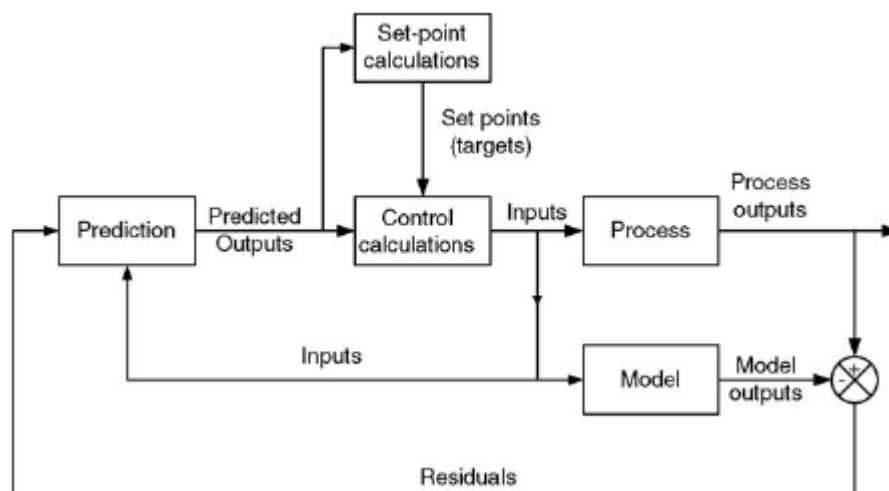 Set-point
calculations
Set points
(targets)
Prediction
Predicted
Outputs
Control
calculations
Inputs
Process
Process
outputs
Inputs
Model
Model
outputs
+
-
Residuals